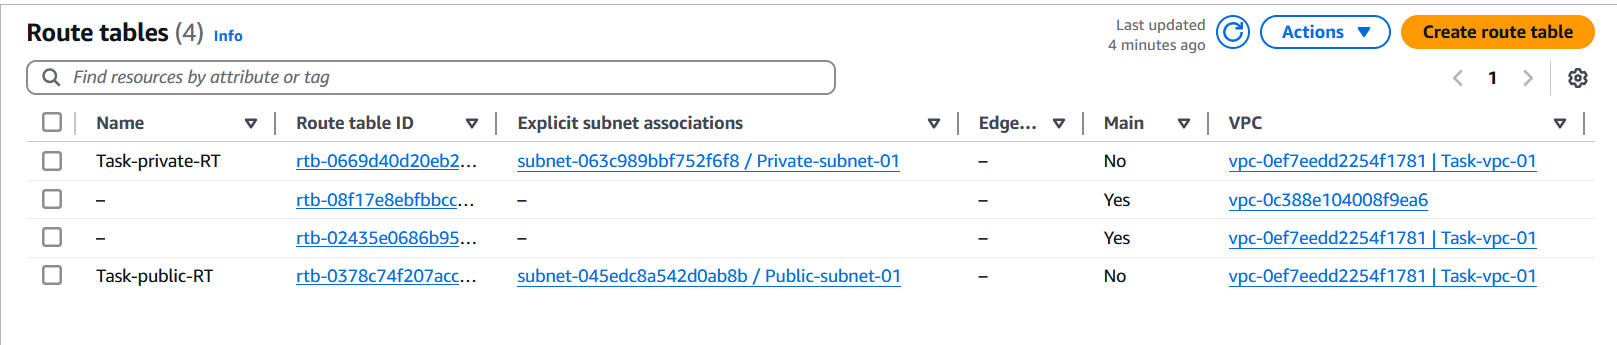 Route tables (4) Info
Last updated
4 minutes ago
Actions
Create route table
Find resources by attribute or tag
1
Name Route table ID Explicit subnet associations Edge... Main VPC
Task-private-RT rtb-0669d40d20eb2... subnet-063c989bbf752f6f8 / Private-subnet-01 – No vpc-0ef7eedd2254f1781 | Task-vpc-01
– rtb-08f17e8ebfbbcc... – – Yes vpc-0c388e104008f9ea6
– rtb-02435e0686b95... – – Yes vpc-0ef7eedd2254f1781 | Task-vpc-01
Task-public-RT rtb-0378c74f207acc... subnet-045edc8a542d0ab8b / Public-subnet-01 – No vpc-0ef7eedd2254f1781 | Task-vpc-01